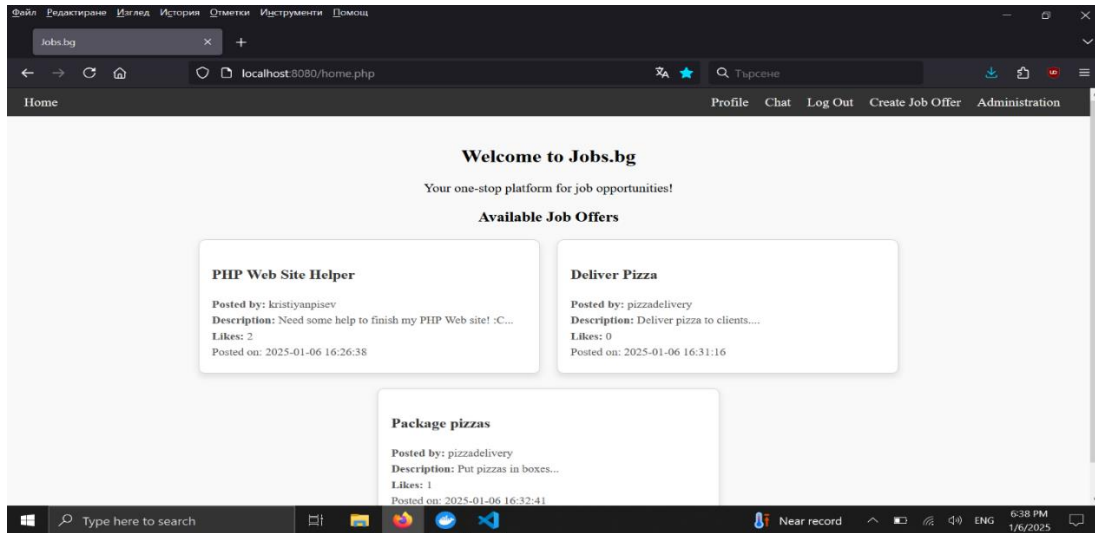 Файл Редактиране Изглед История Отметки Инструменти Помощ
Jobs.bg
localhost:8080/home.php
Търсене
Home Profile Chat Log Out Create Job Offer Administration
Welcome to Jobs.bg
Your one-stop platform for job opportunities!
Available Job Offers
PHP Web Site Helper
Posted by: kristiyanpisev
Description: Need some help to finish my PHP Web site! :C...
Likes: 2
Posted on: 2025-01-06 16:26:38
Deliver Pizza
Posted by: pizzadelivery
Description: Deliver pizza to clients....
Likes: 0
Posted on: 2025-01-06 16:31:16
Package pizzas
Posted by: pizzadelivery
Description: Put pizzas in boxes...
Likes: 1
Posted on: 2025-01-06 16:32:41
Type here to search
Near record
ENG
6:38 PM
1/6/2025